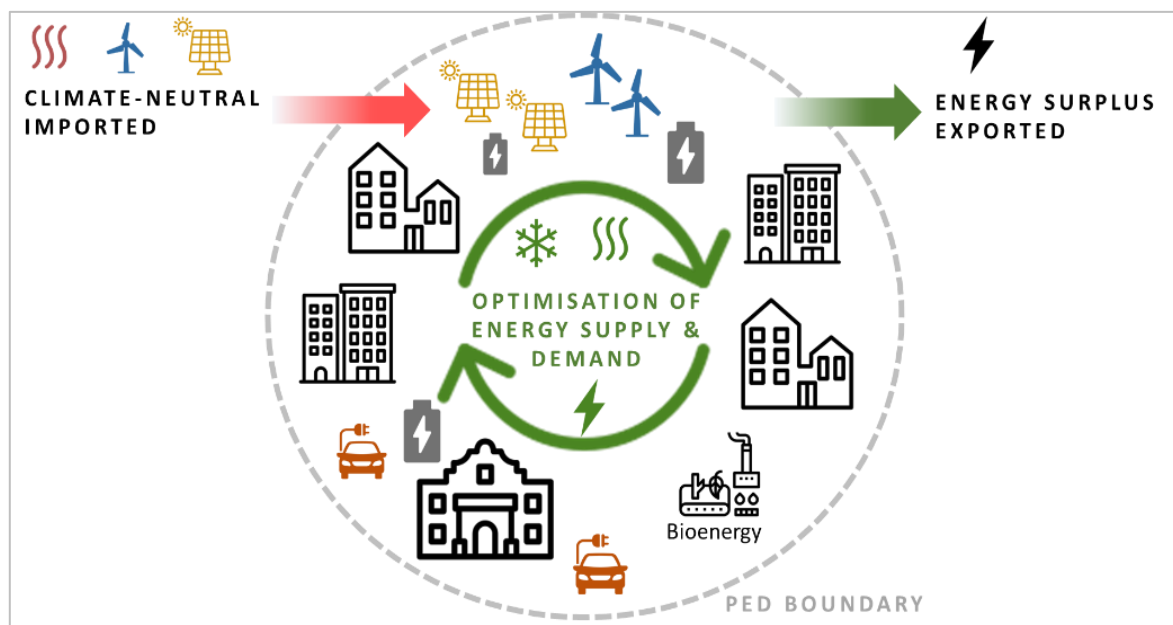 CLIMATE-NEUTRAL
IMPORTED
ENERGY SURPLUS
EXPORTED
OPTIMISATION OF
ENERGY SUPPLY &
DEMAND
Bioenergy
PED BOUNDARY